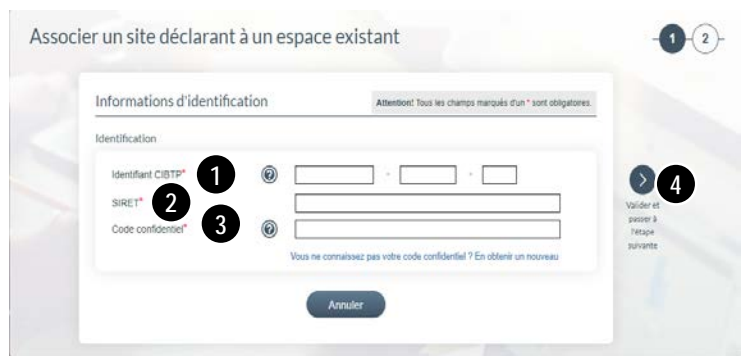 Associer un site déclarant à un espace existant
1 2
Informations d'identification
Attention! Tous les champs marqués d'un * sont obligatoires.
Identification
Identifiant CIBTP* 1 ? - -
SIRET* 2
Code confidentiel* 3 ?
Vous ne connaissez pas votre code confidentiel ? En obtenir un nouveau
Annuler
> 4
Valider et
passer à
l'étape
suivante